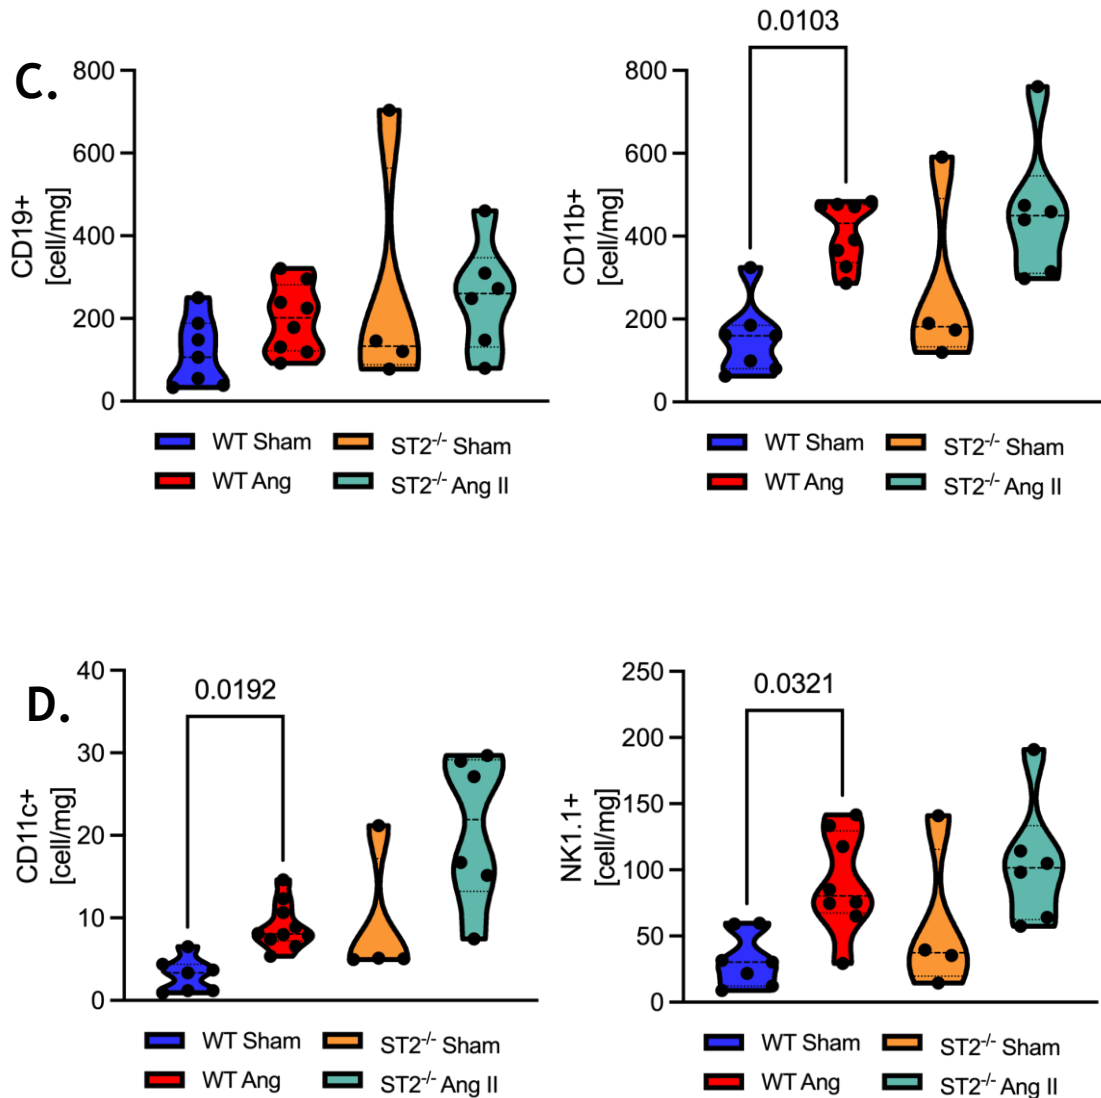 C.
CD19+
[cell/mg]
800
600
400
200
0
WT Sham
ST2-/- Sham
WT Ang
ST2-/- Ang II
0.0103
CD11b+
[cell/mg]
800
600
400
200
0
WT Sham
ST2-/- Sham
WT Ang
ST2-/- Ang II
D.
0.0192
CD11c+
[cell/mg]
40
30
20
10
0
WT Sham
ST2-/- Sham
WT Ang
ST2-/- Ang II
0.0321
NK1.1+
[cell/mg]
250
200
150
100
50
0
WT Sham
ST2-/- Sham
WT Ang
ST2-/- Ang II